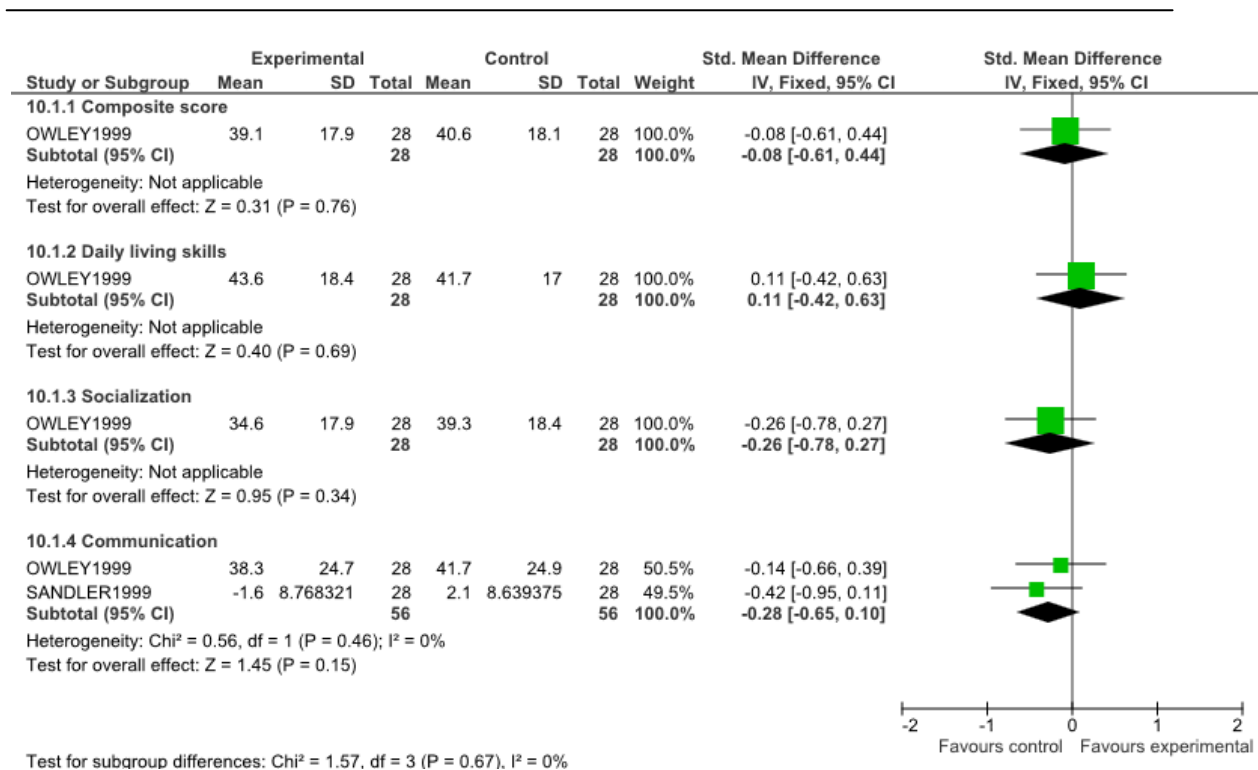 Experimental Control Std. Mean Difference Std. Mean Difference
Study or Subgroup Mean SD Total Mean SD Total Weight IV, Fixed, 95% CI IV, Fixed, 95% CI
10.1.1 Composite score
OWLEY1999 39.1 17.9 28 40.6 18.1 28 100.0% -0.08 [-0.61, 0.44]
Subtotal (95% CI) 28 28 100.0% -0.08 [-0.61, 0.44]
Heterogeneity: Not applicable
Test for overall effect: Z = 0.31 (P = 0.76)
10.1.2 Daily living skills
OWLEY1999 43.6 18.4 28 41.7 17 28 100.0% 0.11 [-0.42, 0.63]
Subtotal (95% CI) 28 28 100.0% 0.11 [-0.42, 0.63]
Heterogeneity: Not applicable
Test for overall effect: Z = 0.40 (P = 0.69)
10.1.3 Socialization
OWLEY1999 34.6 17.9 28 39.3 18.4 28 100.0% -0.26 [-0.78, 0.27]
Subtotal (95% CI) 28 28 100.0% -0.26 [-0.78, 0.27]
Heterogeneity: Not applicable
Test for overall effect: Z = 0.95 (P = 0.34)
10.1.4 Communication
OWLEY1999 38.3 24.7 28 41.7 24.9 28 50.5% -0.14 [-0.66, 0.39]
SANDLER1999 -1.6 8.768321 28 2.1 8.639375 28 49.5% -0.42 [-0.95, 0.11]
Subtotal (95% CI) 56 56 100.0% -0.28 [-0.65, 0.10]
Heterogeneity: Chi² = 0.56, df = 1 (P = 0.46); I² = 0%
Test for overall effect: Z = 1.45 (P = 0.15)
-2 -1 0 1 2
Favours control Favours experimental
Test for subgroup differences: Chi² = 1.57, df = 3 (P = 0.67), I² = 0%